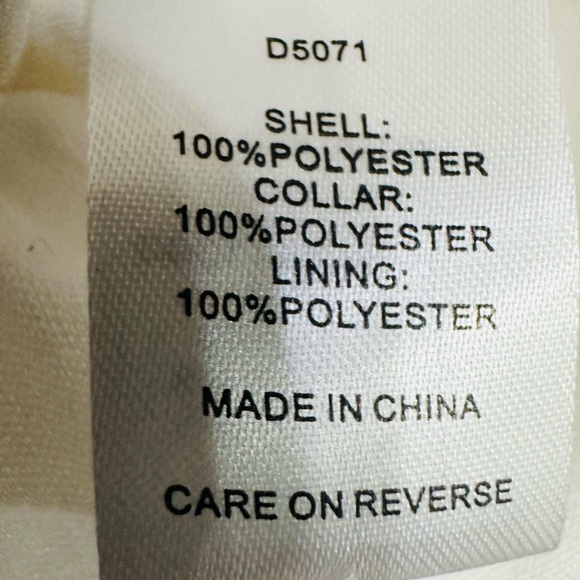 D5071
SHELL:
100%POLYESTER
COLLAR:
100%POLYESTER
LINING:
100%POLYESTER
MADE IN CHINA
CARE ON REVERSE